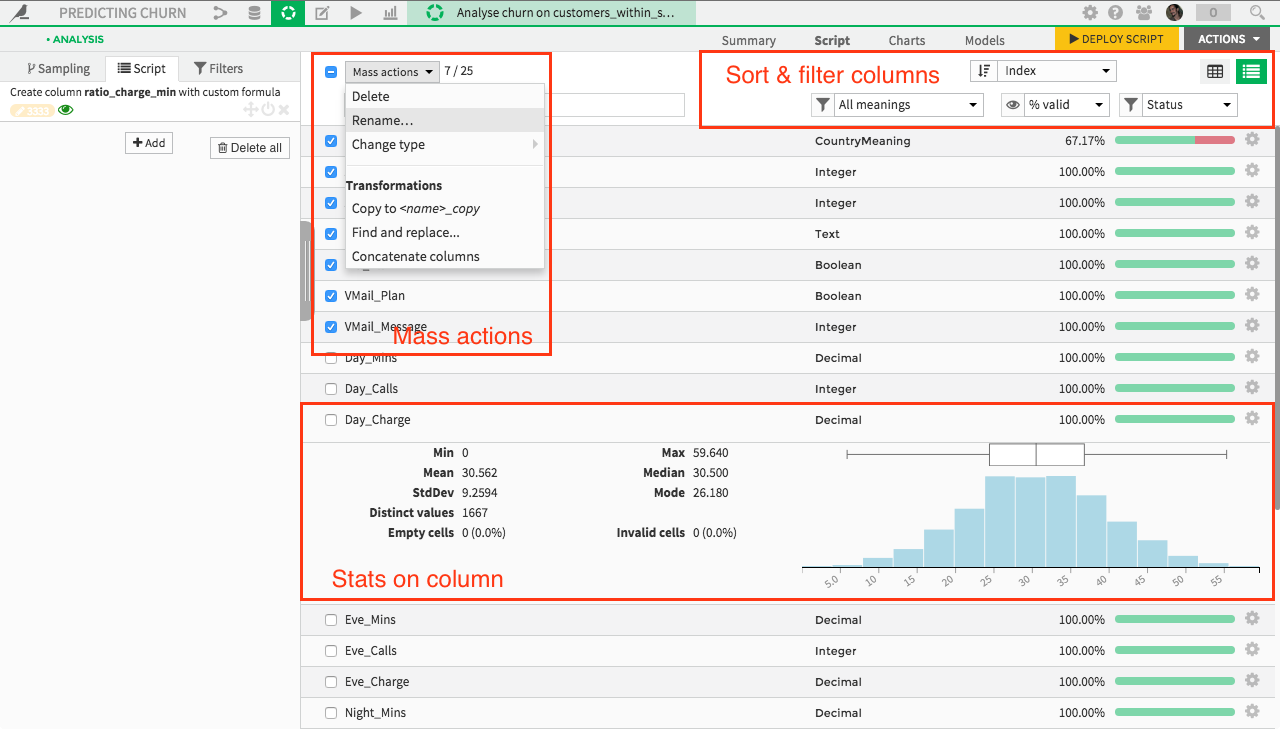 PREDICTING CHURN
Analyse churn on customers_within_s...
0
• ANALYSIS
Summary Script Charts Models
DEPLOY SCRIPT
ACTIONS
Sampling Script Filters
Create column ratio_charge_min with custom formula
3333
+ Add
Delete all
Mass actions 7 / 25
Delete
Rename...
Change type
Transformations
Copy to <name>_copy
Find and replace...
Concatenate columns
Mass actions
Sort & filter columns
Index
All meanings
% valid
Status
CountryMeaning 67.17%
Integer 100.00%
Integer 100.00%
Text 100.00%
Boolean 100.00%
VMail_Plan Boolean 100.00%
VMail_Message Integer 100.00%
Day_Mins Decimal 100.00%
Day_Calls Integer 100.00%
Day_Charge Decimal 100.00%
Min 0 Max 59.640
Mean 30.562 Median 30.500
StdDev 9.2594 Mode 26.180
Distinct values 1667
Empty cells 0 (0.0%) Invalid cells 0 (0.0%)
Stats on column
5.0 10 15 20 25 30 35 40 45 50 55
Eve_Mins Decimal 100.00%
Eve_Calls Integer 100.00%
Eve_Charge Decimal 100.00%
Night_Mins Decimal 100.00%